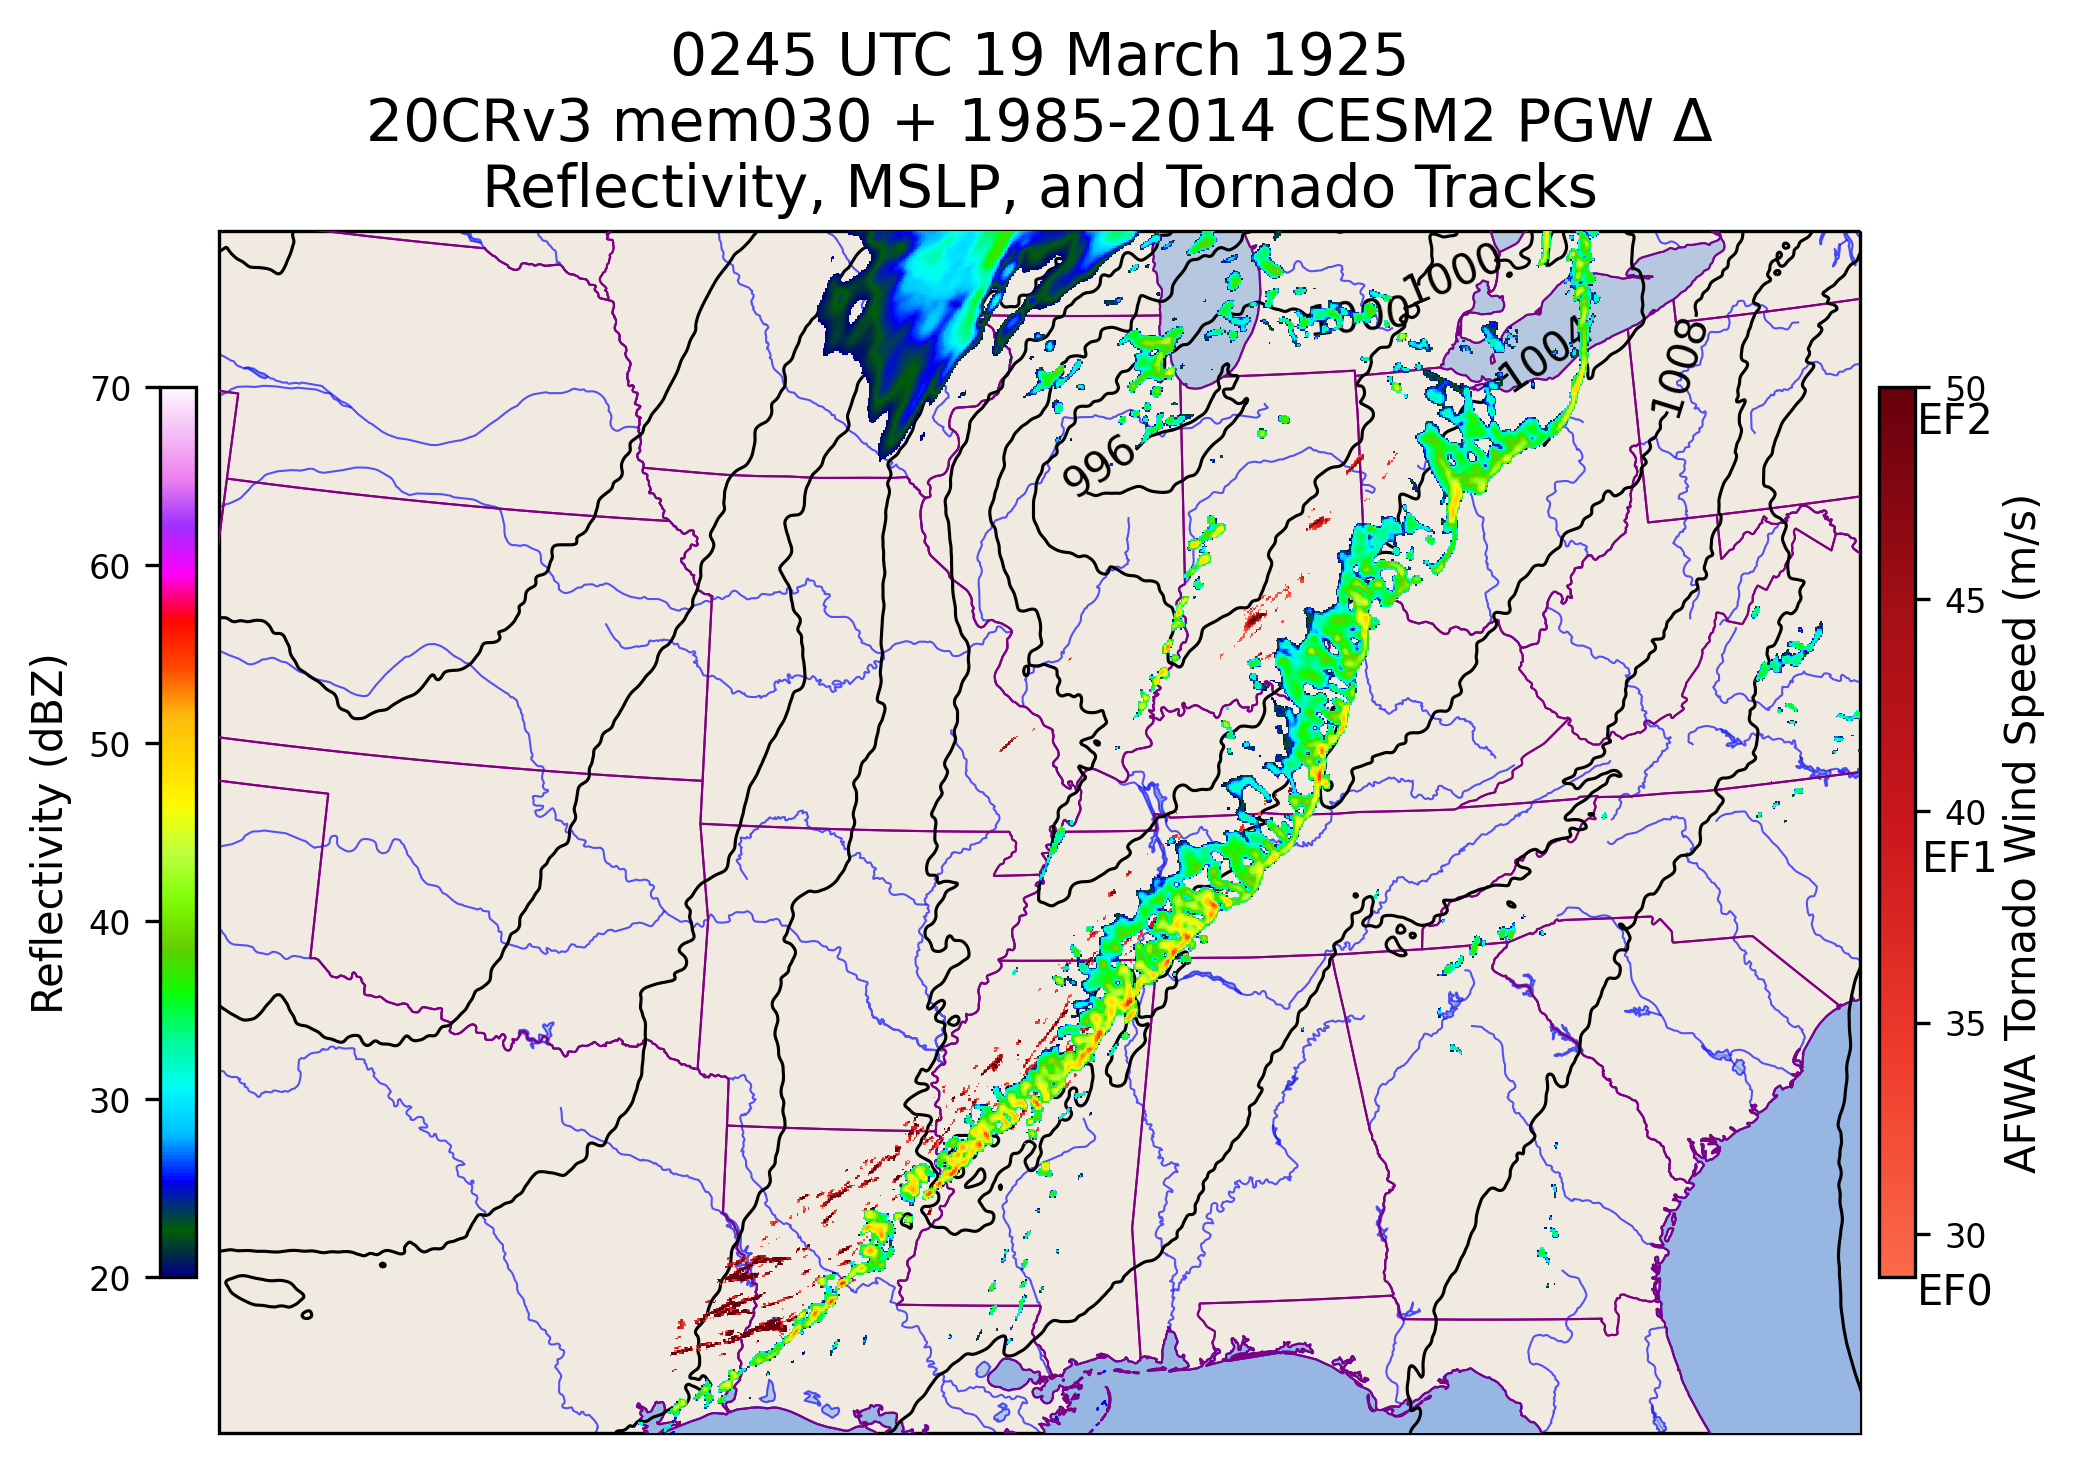 0245 UTC 19 March 1925
20CRv3 mem030 + 1985-2014 CESM2 PGW Δ
Reflectivity, MSLP, and Tornado Tracks
Reflectivity (dBZ)
70
60
50
40
30
20
1000
1000
1004
1008
996
50
EF2
45
40
EF1
35
30
EF0
AFWA Tornado Wind Speed (m/s)